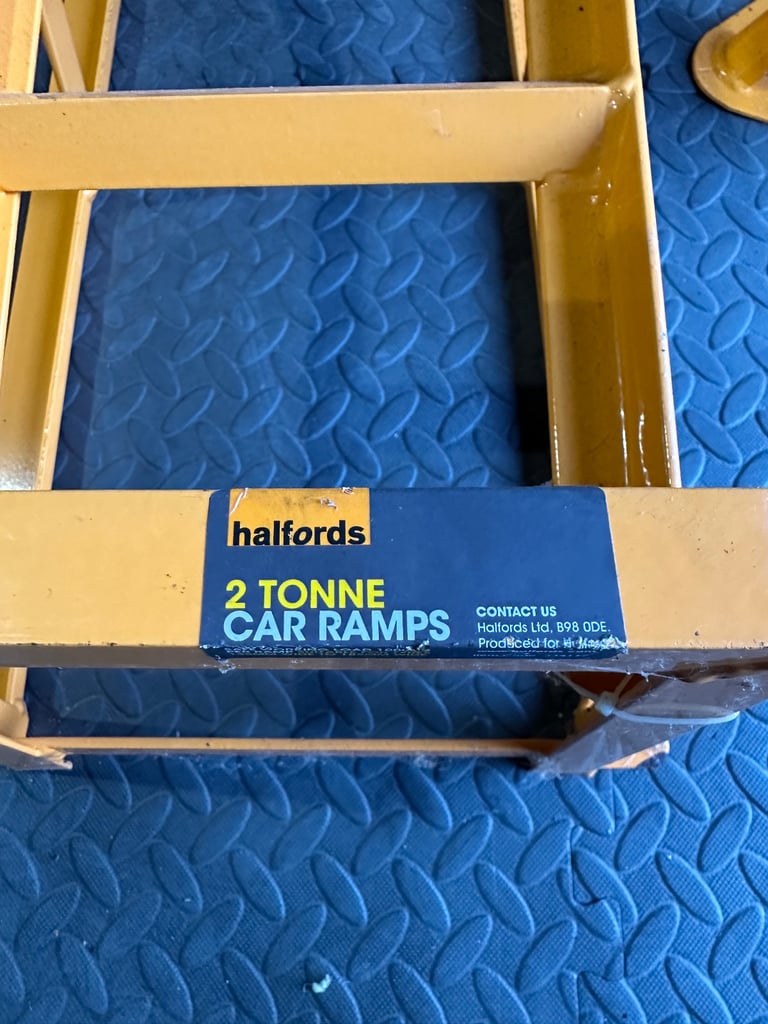 halfords
2 TONNE
CAR RAMPS
CONTACT US
Halfords Ltd, B98 0DE.
Produced for